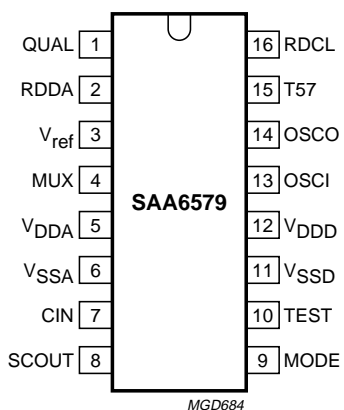 QUAL 1 16 RDCL
RDDA 2 15 T57
Vref 3 14 OSCO
MUX 4 13 OSCI
SAA6579
VDDA 5 12 VDDD
VSSA 6 11 VSSD
CIN 7 10 TEST
SCOUT 8 9 MODE
MGD684